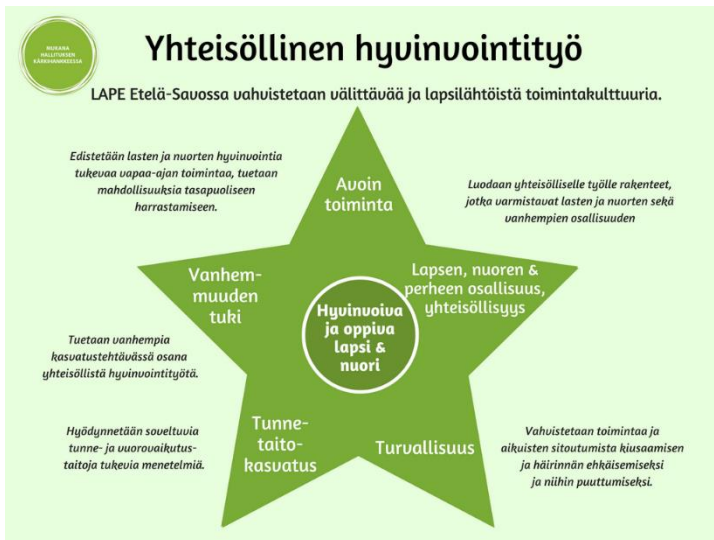 MUKANA
HALLITUKSEN
KÄRKIHANKKEESSA
Yhteisöllinen hyvinvointityö
LAPE Etelä-Savossa vahvistetaan välittävää ja lapsilähtöistä toimintakulttuuria.
Edistetään lasten ja nuorten hyvinvointia
tukevaa vapaa-ajan toimintaa, tuetaan
mahdollisuuksia tasapuoliseen
harrastamiseen.
Avoin
toiminta
Luodaan yhteisölliselle työlle rakenteet,
jotka varmistavat lasten ja nuorten sekä
vanhempien osallisuuden
Vanhem-
muuden
tuki
Lapsen, nuoren &
perheen osallisuus,
yhteisöllisyys
Hyvinvoiva
ja oppiva
lapsi &
nuori
Tuetaan vanhempia
kasvatustehtävässä osana
yhteisöllistä hyvinvointityötä.
Hyödynnetään soveltuvia
tunne- ja vuorovaikutus-
taitoja tukevia menetelmiä.
Tunne-
taito-
kasvatus
Turvallisuus
Vahvistetaan toimintaa ja
aikuisten sitoutumista kiusaamisen
ja häirinnän ehkäisemiseksi
ja niihin puuttumiseksi.